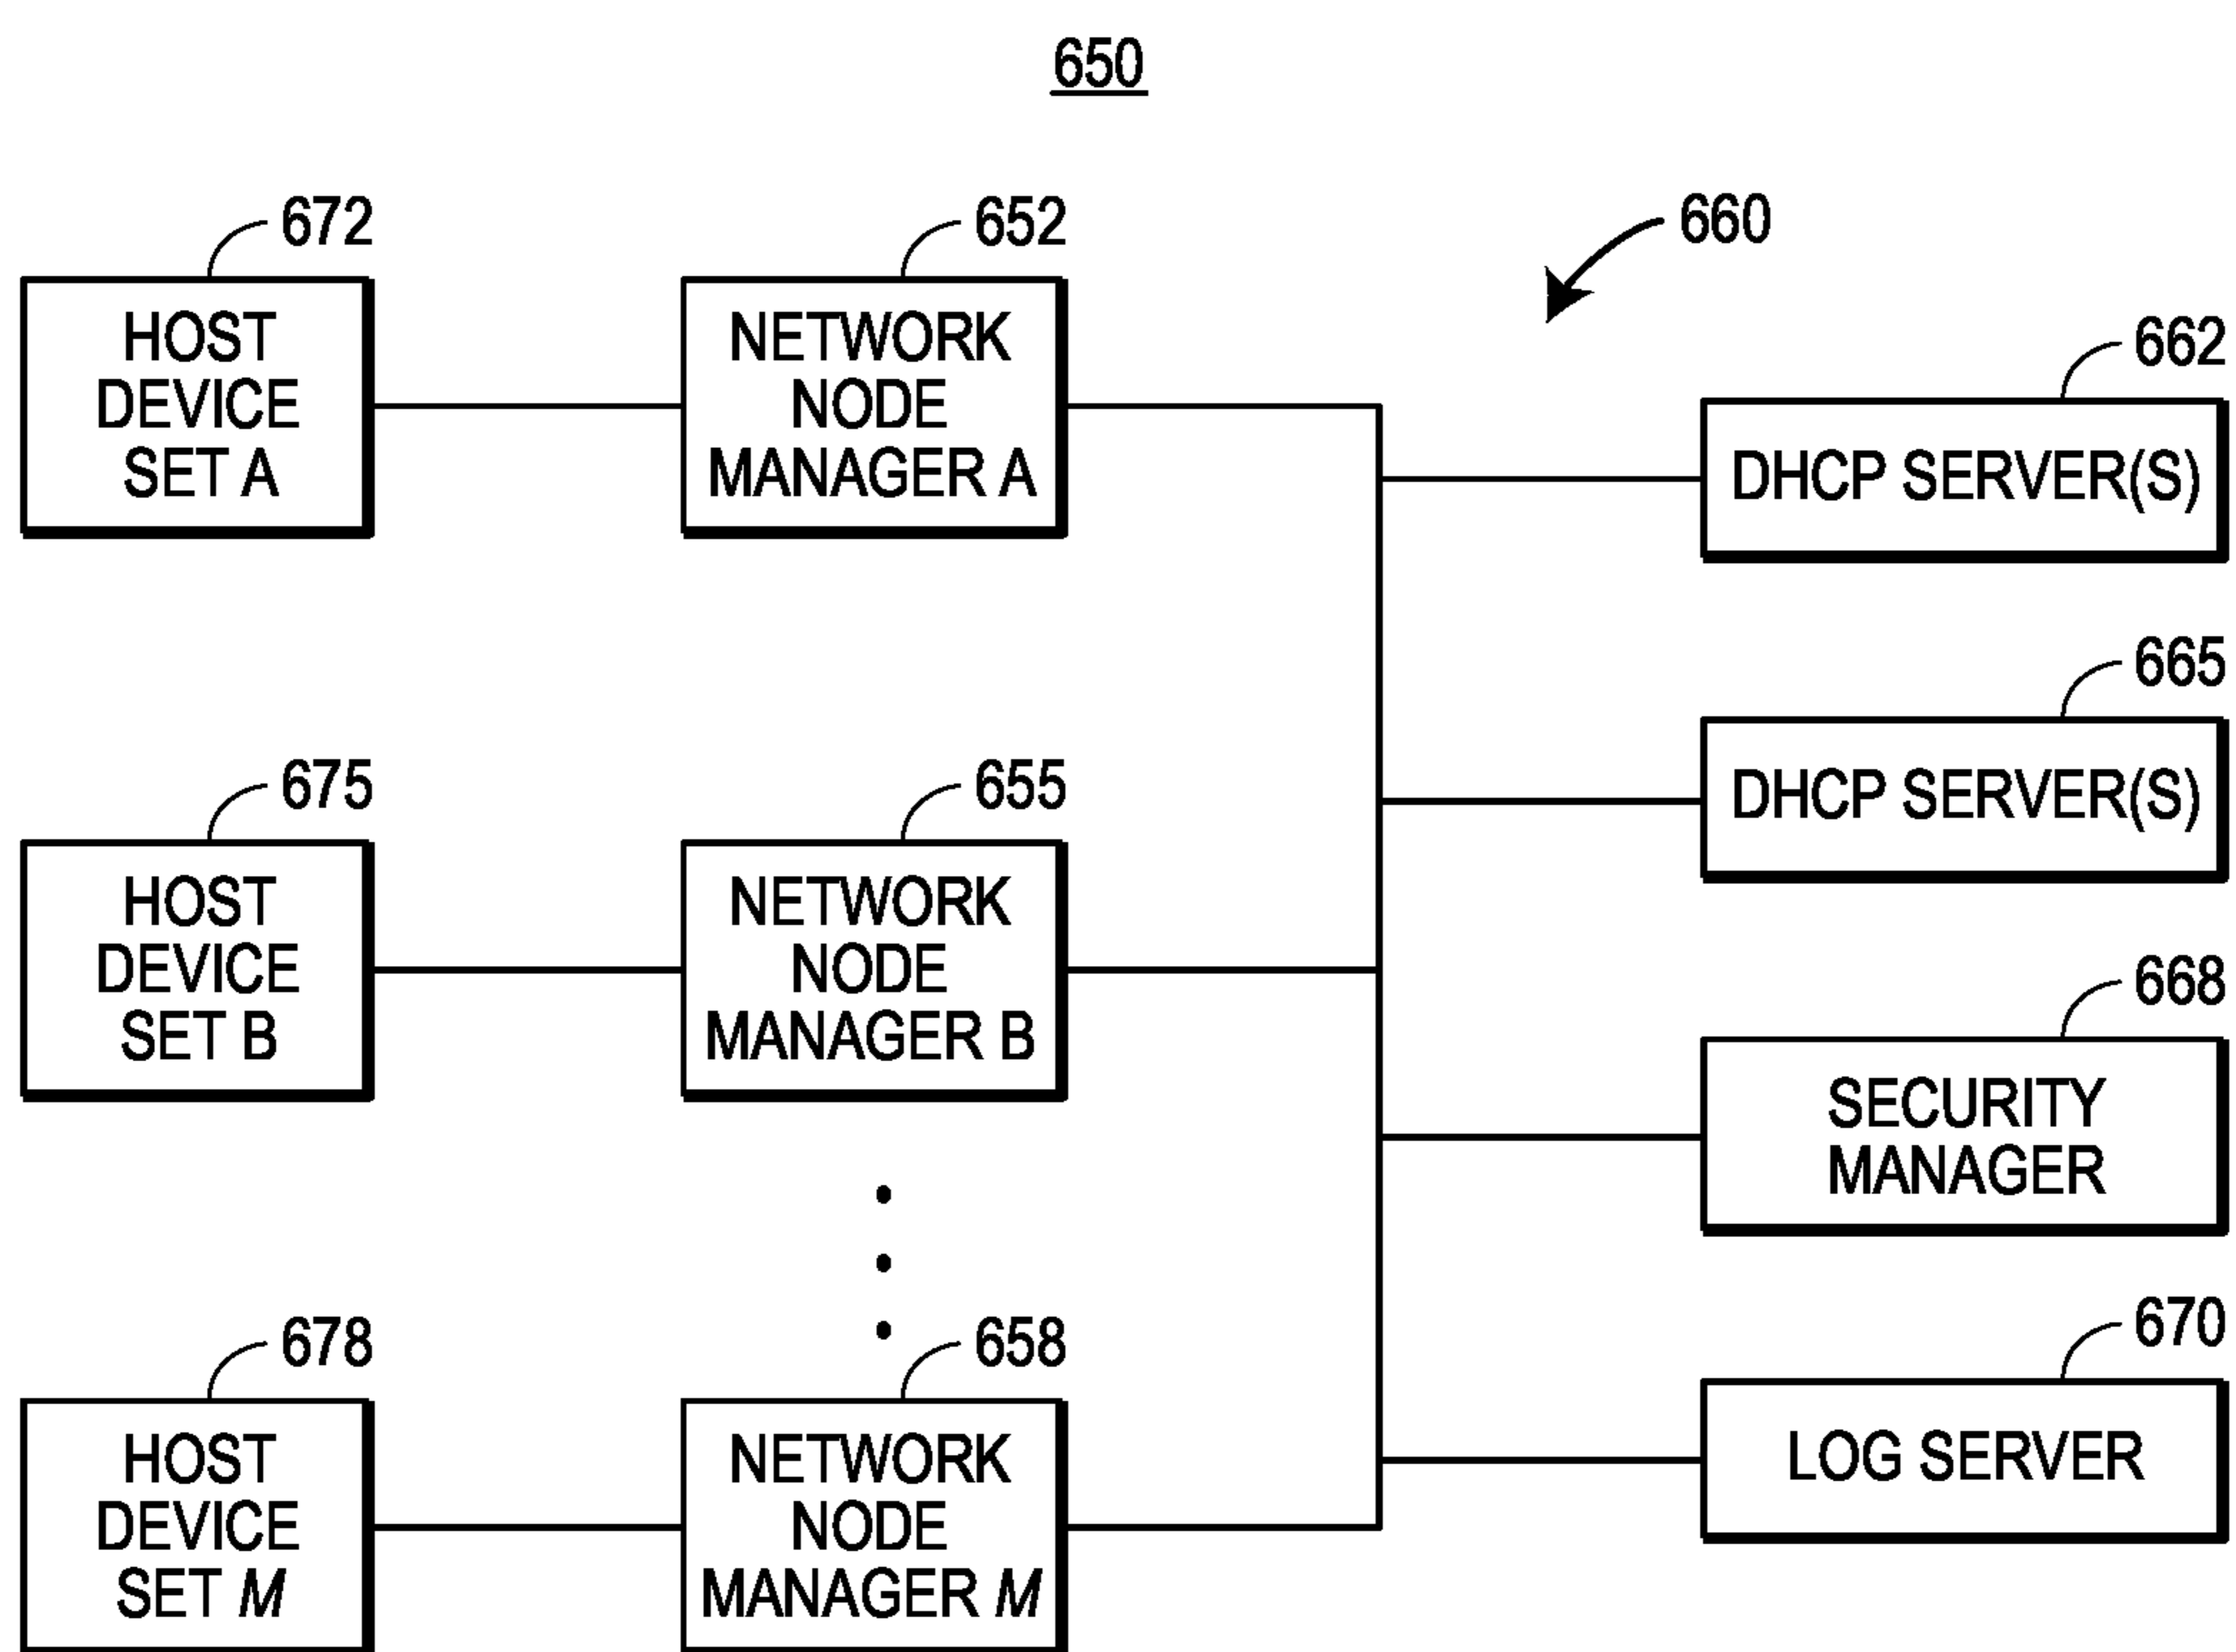 650
672
HOST
DEVICE
SET A
652
NETWORK
NODE
MANAGER A
660
662
DHCP SERVER(S)
665
DHCP SERVER(S)
675
HOST
DEVICE
SET B
655
NETWORK
NODE
MANAGER B
668
SECURITY
MANAGER
678
HOST
DEVICE
SET M
658
NETWORK
NODE
MANAGER M
670
LOG SERVER